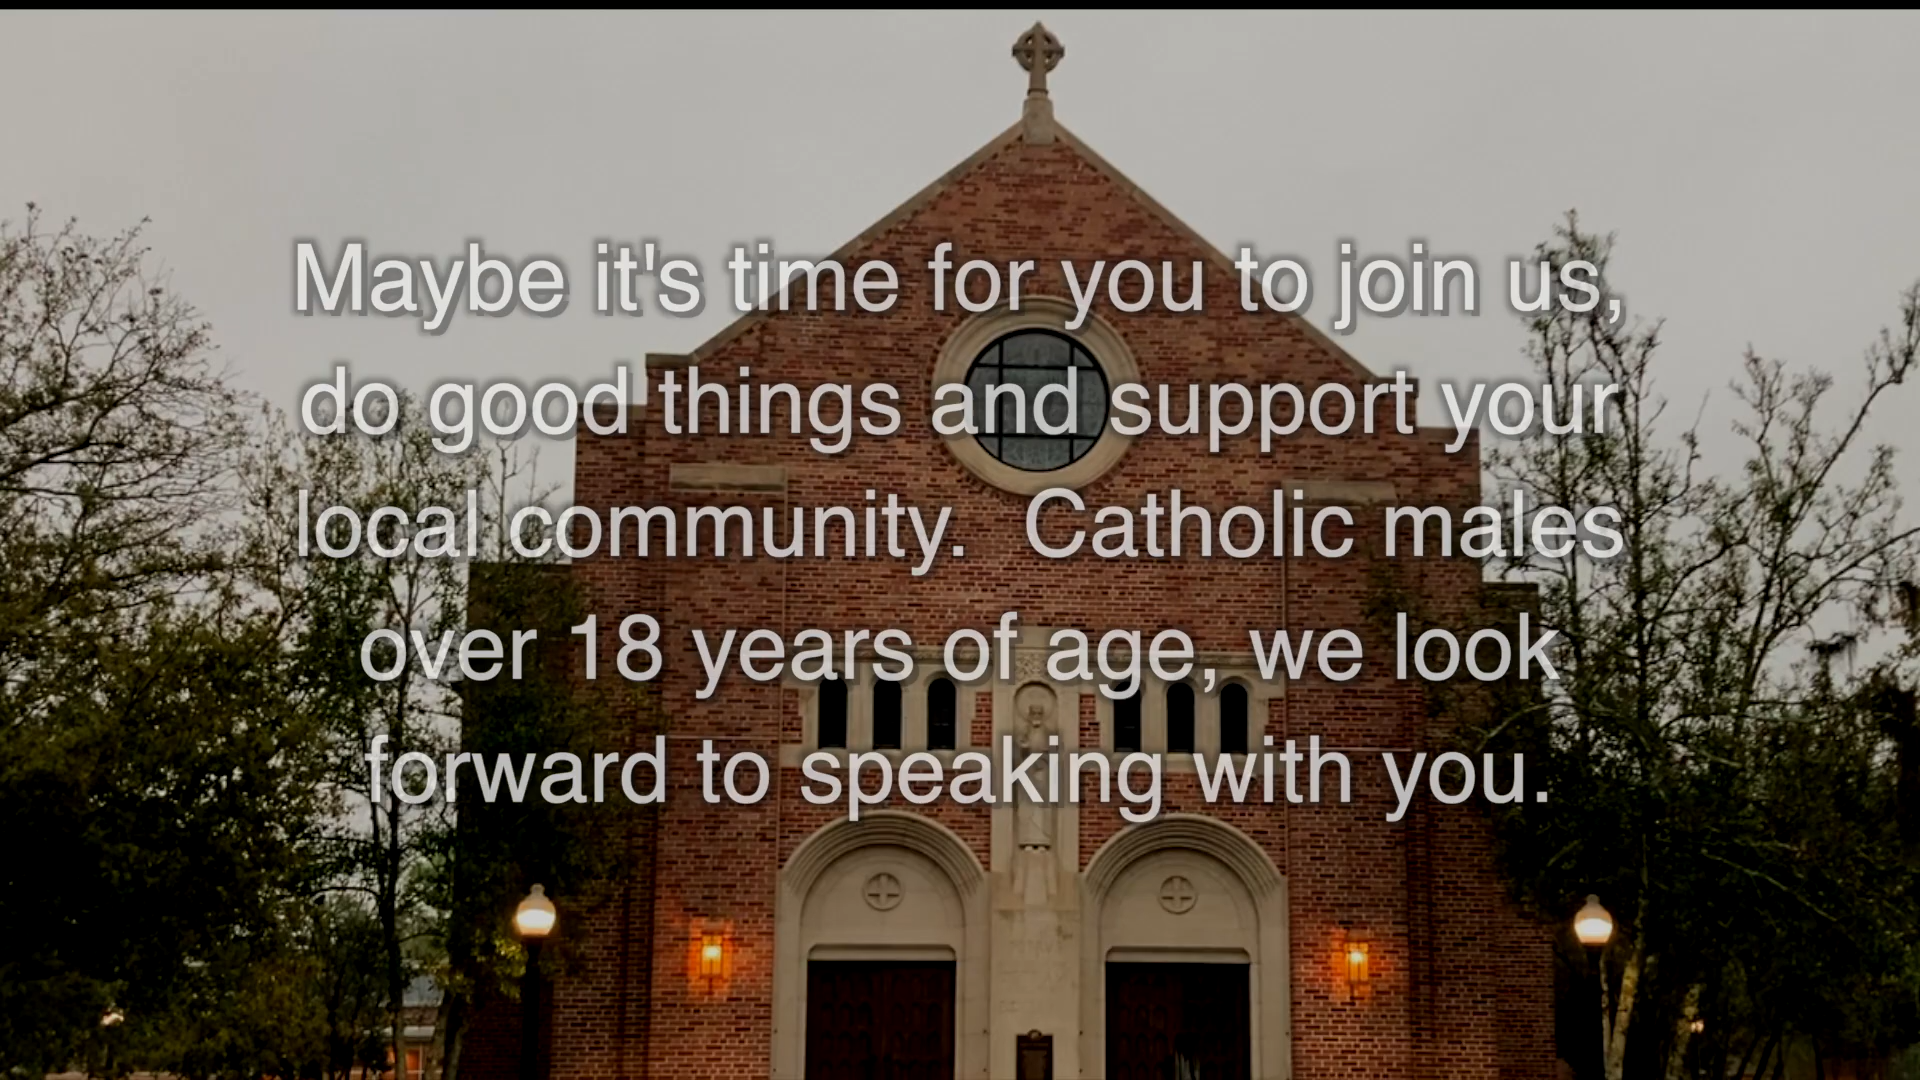 Maybe it's time for you to join us,
do good things and support your
local community.  Catholic males
over 18 years of age, we look
forward to speaking with you.